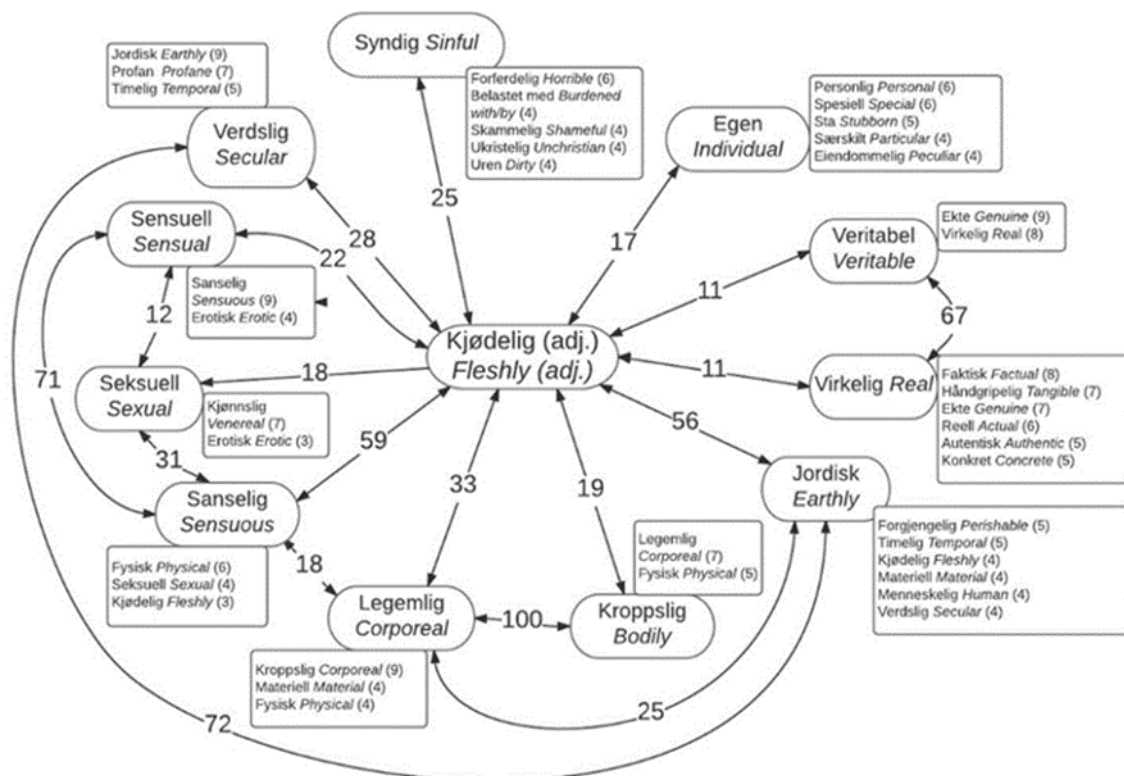 Syndig Sinful
Forferdelig Horrible (6)
Belastet med Burdened
with/by (4)
Skammelig Shameful (4)
Ukristelig Unchristian (4)
Uren Dirty (4)
Jordisk Earthly (9)
Profan Profane (7)
Timelig Temporal (5)
Verdslig
Secular
Personlig Personal (6)
Spesiell Special (6)
Sta Stubborn (5)
Særskilt Particular (4)
Eiendommelig Peculiar (4)
Egen
Individual
25
17
28
22
Sensuell
Sensual
Sanselig
Sensuous (9)
Erotisk Erotic (4)
Ekte Genuine (9)
Virkelig Real (8)
Veritabel
Veritable
11
67
12
Kjødelig (adj.)
Fleshly (adj.)
71
18
11
Seksuell
Sexual
Kjønnslig
Venereal (7)
Erotisk Erotic (3)
Virkelig Real
Faktisk Factual (8)
Håndgripelig Tangible (7)
Ekte Genuine (7)
Reell Actual (6)
Autentisk Authentic (5)
Konkret Concrete (5)
31
59
56
33
19
Sanselig
Sensuous
Fysisk Physical (6)
Seksuell Sexual (4)
Kjødelig Fleshly (3)
18
Jordisk
Earthly
Forgjengelig Perishable (5)
Timelig Temporal (5)
Kjødelig Fleshly (4)
Materiell Material (4)
Menneskelig Human (4)
Verdslig Secular (4)
Legemlig
Corporeal (7)
Fysisk Physical (5)
Legemlig
Corporeal
100
Kroppslig
Bodily
Kroppslig Corporeal (9)
Materiell Material (4)
Fysisk Physical (4)
25
72